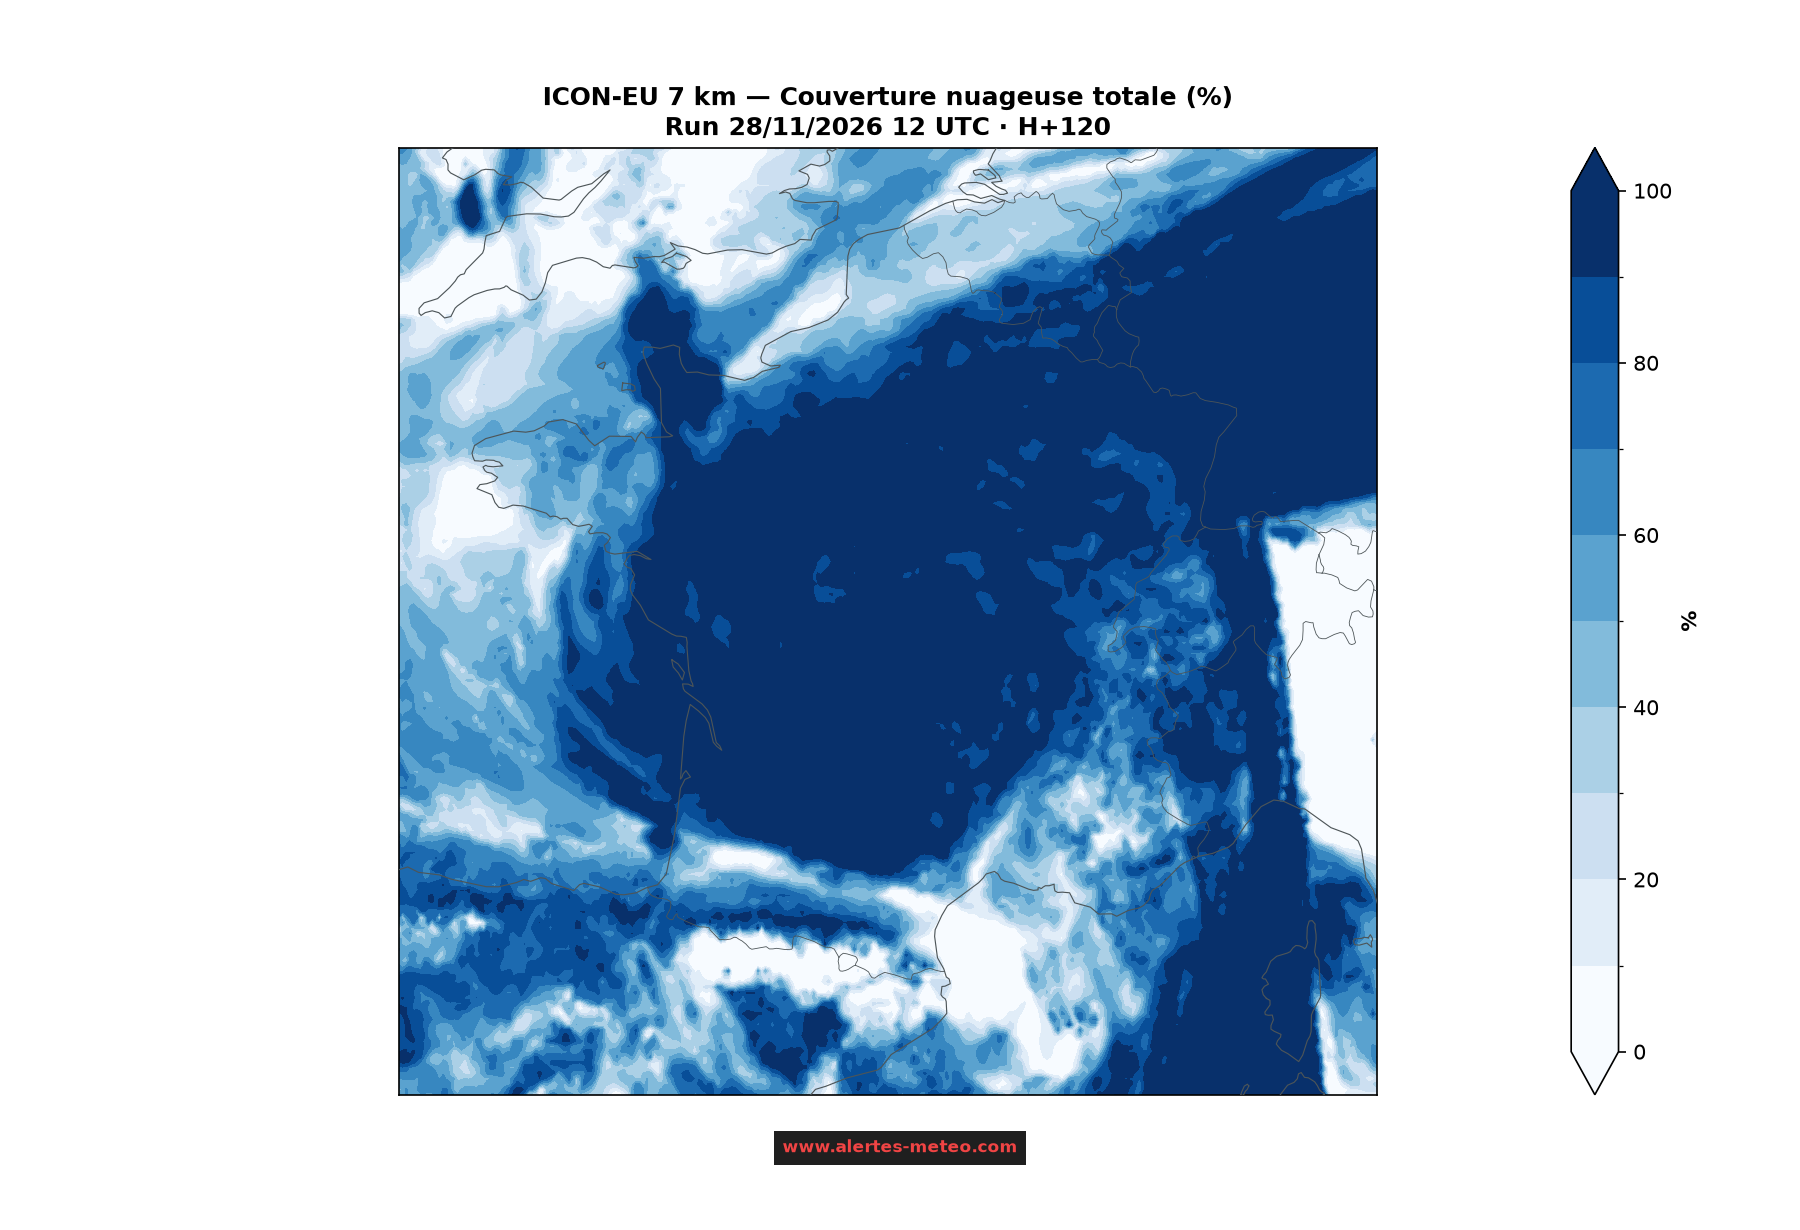 ICON-EU 7 km — Couverture nuageuse totale (%)
Run 28/11/2026 12 UTC · H+120
100
80
60
40
20
0
%
www.alertes-meteo.com